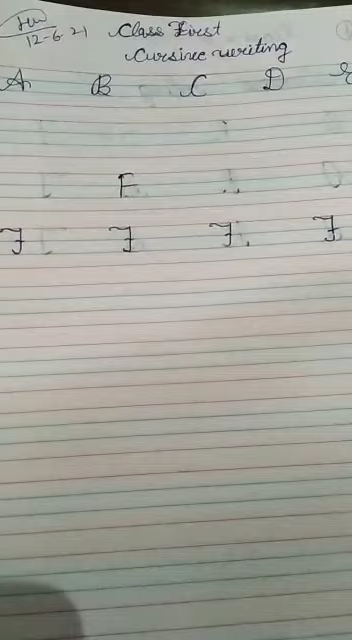 HW
12-6-21 Class First
Cursive writing
A B C D E
F
F F F F